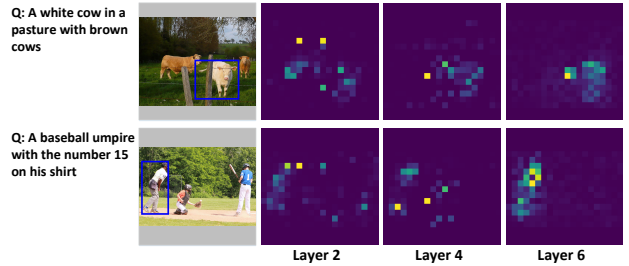 Q: A white cow in a
pasture with brown
cows
Q: A baseball umpire
with the number 15
on his shirt
Layer 2
Layer 4
Layer 6